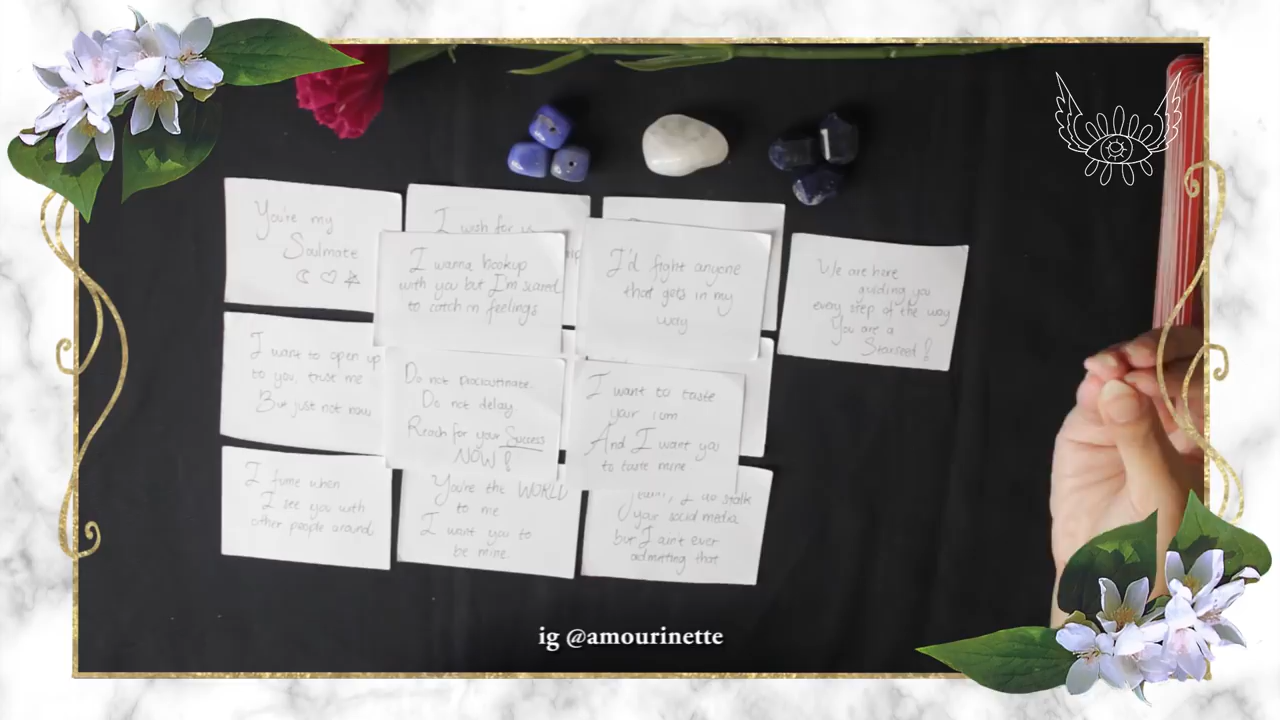 You're my
Soulmate
I wish for
I wanna hookup
with you but I'm scared
to catch in feelings
I'd fight anyone
that gets in my
way
We are here
guiding you
every step of the way
You are a
Starseed!
I want to open up
to you, trust me
But just not now
Do not procrastinate.
Do not delay
Reach for your Success
NOW!
I want to taste
your cum
And I want you
to taste mine
I fume when
I see you with
other people around.
You're the WORLD
to me
I want you to
be mine.
I do stalk
your social media
but I ain't ever
admitting that
ig @amourinette